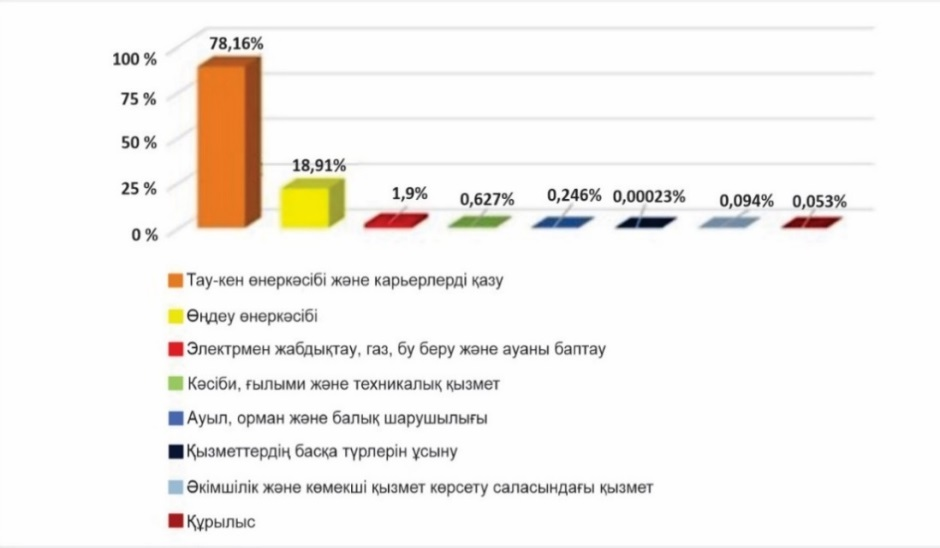 78,16%
100 %
75 %
50 %
18,91%
25 %
1,9%
0,627%
0,246%
0,00023%
0,094%
0,053%
0 %
Тау-кен өнеркәсібі және карьерлерді қазу
Өңдеу өнеркәсібі
Электрмен жабдықтау, газ, бу беру және ауаны баптау
Кәсіби, ғылыми және техникалық қызмет
Ауыл, орман және балық шарушылығы
Қызметтердің басқа түрлерін ұсыну
Әкімшілік және көмекші қызмет көрсету саласындағы қызмет
Құрылыс